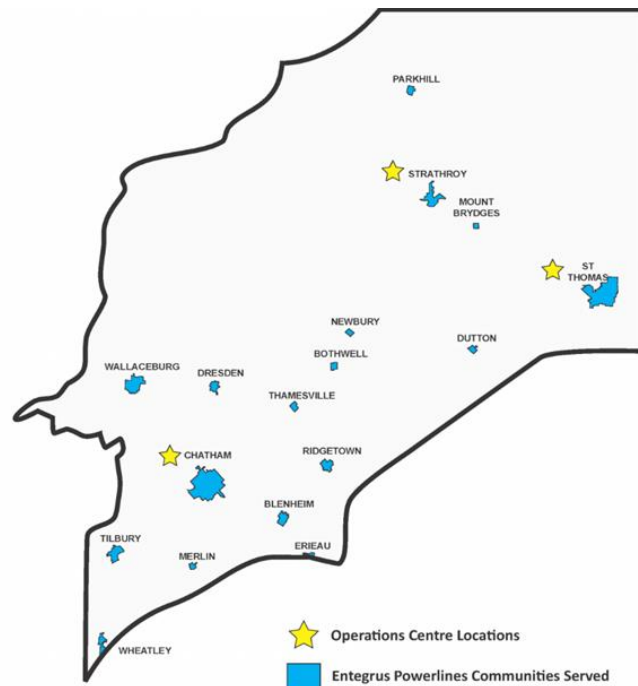 PARKHILL
STRATHROY
MOUNT
BRYDGES
ST
THOMAS
NEWBURY
DUTTON
BOTHWELL
WALLACEBURG
DRESDEN
THAMESVILLE
CHATHAM
RIDGETOWN
BLENHEIM
TILBURY
MERLIN
ERIEAU
WHEATLEY
Operations Centre Locations
Entegrus Powerlines Communities Served